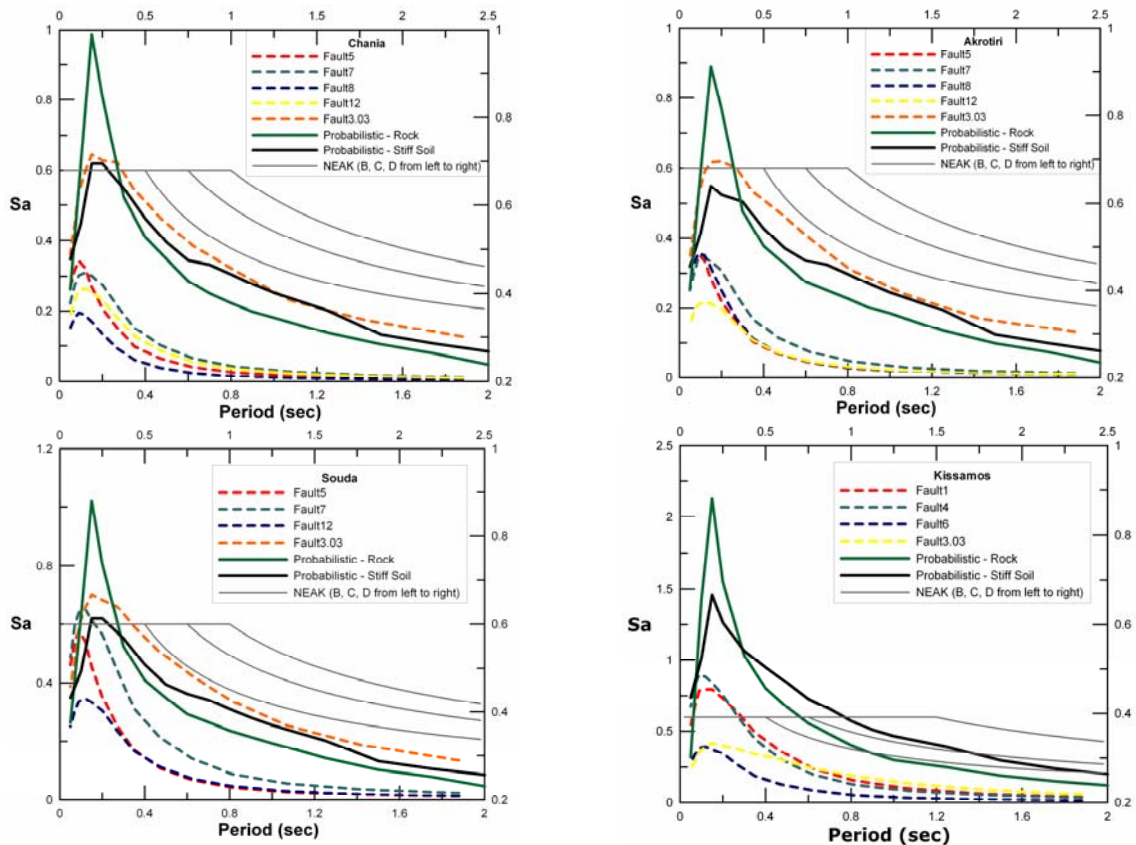 0 0.5 1 1.5 2 2.5
1
0.8
0.6
Sa
0.4
0.2
0
1
0.8
0.6
0.4
0.2
Chania
Fault5
Fault7
Fault8
Fault12
Fault3.03
Probabilistic - Rock
Probabilistic - Stiff Soil
NEAK (B, C, D from left to right)
0 0.4 0.8 1.2 1.6 2
Period (sec)
0 0.5 1 1.5 2 2.5
1
0.8
0.6
Sa
0.4
0.2
0
1
0.8
0.6
0.4
0.2
Akrotiri
Fault5
Fault7
Fault8
Fault12
Fault3.03
Probabilistic - Rock
Probabilistic - Stiff Soil
NEAK (B, C, D from left to right)
0 0.4 0.8 1.2 1.6 2
Period (sec)
0 0.5 1 1.5 2 2.5
1.2
0.8
Sa
0.4
0
1
0.8
0.6
0.4
0.2
Souda
Fault5
Fault7
Fault12
Fault3.03
Probabilistic - Rock
Probabilistic - Stiff Soil
NEAK (B, C, D from left to right)
0 0.4 0.8 1.2 1.6 2
Period (sec)
0 0.5 1 1.5 2 2.5
2.5
2
1.5
Sa
1
0.5
0
1
0.8
0.6
0.4
0.2
Kissamos
Fault1
Fault4
Fault6
Fault3.03
Probabilistic - Rock
Probabilistic - Stiff Soil
NEAK (B, C, D from left to right)
0 0.4 0.8 1.2 1.6 2
Period (sec)